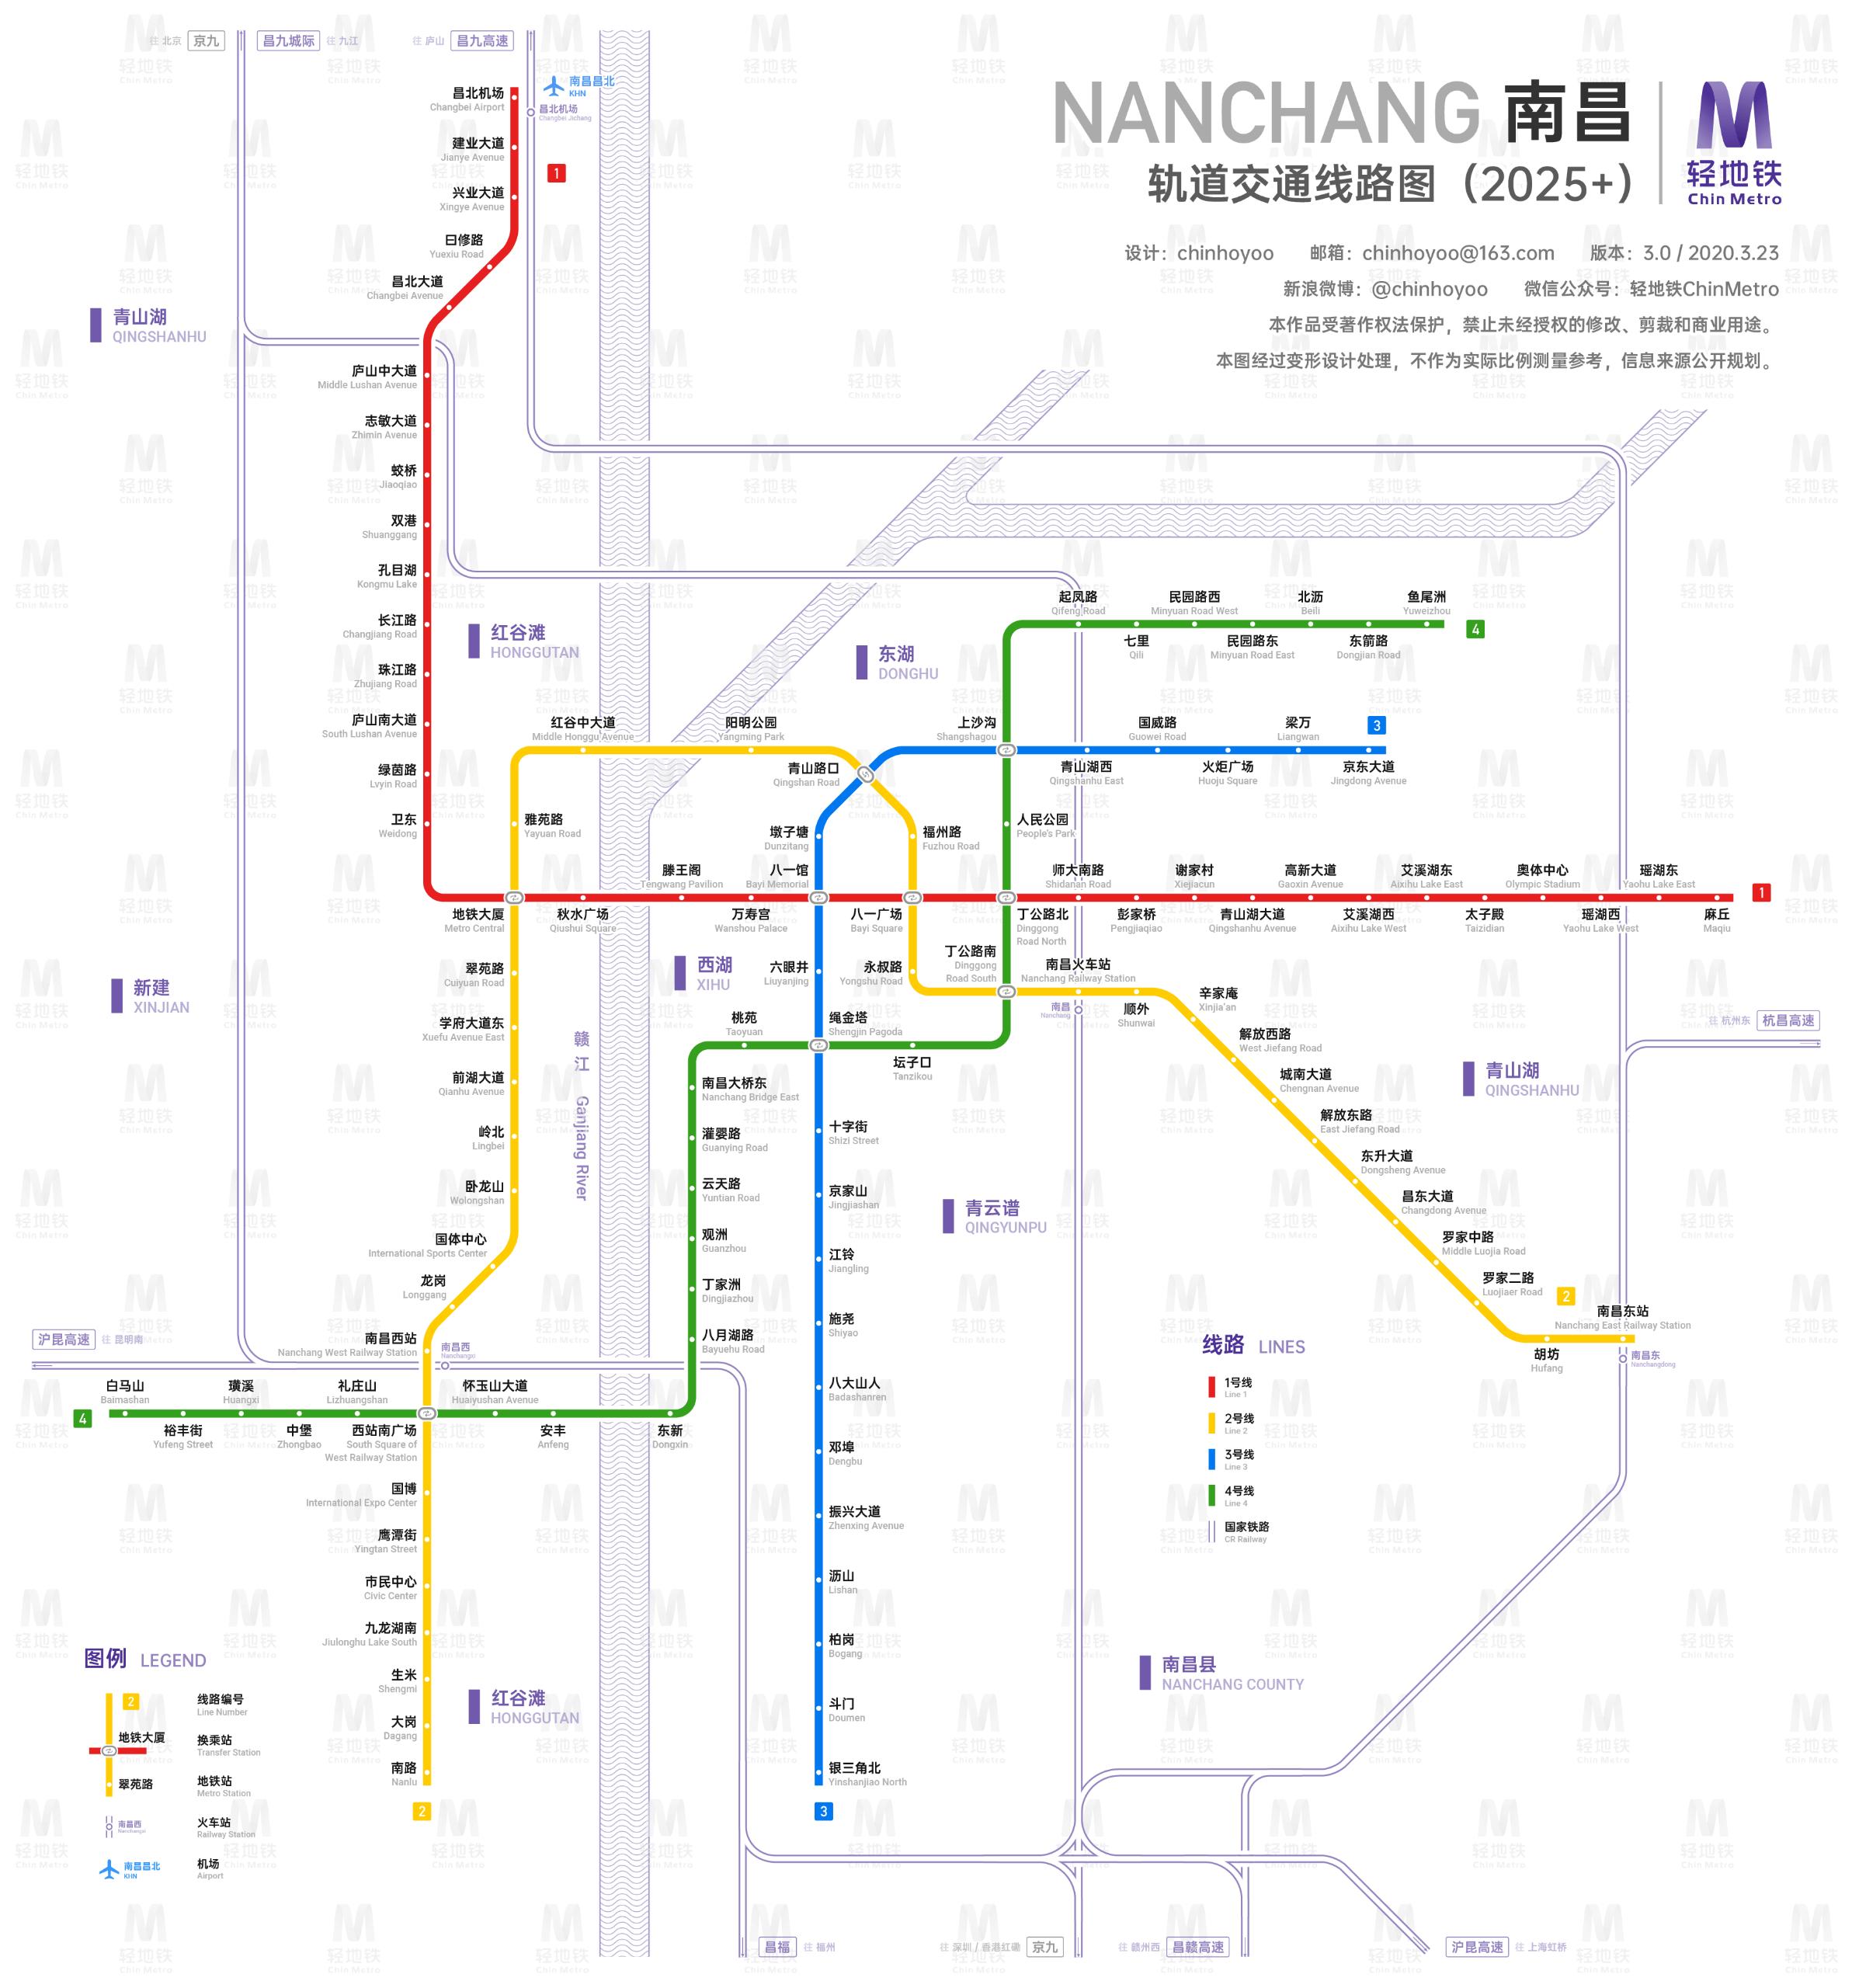 往 北京 京九
昌九城际 往 九江
往 庐山 昌九高速
南昌昌北
KHN
昌北机场
Changbei Jichang
NANCHANG 南昌
轨道交通线路图（2025+）
轻地铁
Chin Metro
设计：chinhoyoo 邮箱：chinhoyoo@163.com 版本：3.0 / 2020.3.23
新浪微博：@chinhoyoo 微信公众号：轻地铁ChinMetro
本作品受著作权法保护，禁止未经授权的修改、剪裁和商业用途。
本图经过变形设计处理，不作为实际比例测量参考，信息来源公开规划。
昌北机场
Changbei Airport
建业大道
Jianye Avenue
1
兴业大道
Xingye Avenue
曰修路
Yuexiu Road
昌北大道
Changbei Avenue
青山湖
QINGSHANHU
庐山中大道
Middle Lushan Avenue
志敏大道
Zhimin Avenue
蛟桥
Jiaoqiao
双港
Shuanggang
孔目湖
Kongmu Lake
长江路
Changjiang Road
珠江路
Zhujiang Road
庐山南大道
South Lushan Avenue
绿茵路
Lvyin Road
卫东
Weidong
红谷滩
HONGGUTAN
东湖
DONGHU
起凤路
Qifeng Road
民园路西
Minyuan Road West
北沥
Beili
鱼尾洲
Yuweizhou
4
七里
Qili
民园路东
Minyuan Road East
东箭路
Dongjian Road
红谷中大道
Middle Honggu Avenue
阳明公园
Yangming Park
上沙沟
Shangshagou
国威路
Guowei Road
梁万
Liangwan
3
青山路口
Qingshan Road
青山湖西
Qingshanhu East
火炬广场
Huoju Square
京东大道
Jingdong Avenue
雅苑路
Yayuan Road
墩子塘
Dunzitang
福州路
Fuzhou Road
人民公园
People's Park
滕王阁
Tengwang Pavilion
八一馆
Bayi Memorial
师大南路
Shidanan Road
谢家村
Xiejiacun
高新大道
Gaoxin Avenue
艾溪湖东
Aixihu Lake East
奥体中心
Olympic Stadium
瑶湖东
Yaohu Lake East
1
地铁大厦
Metro Central
秋水广场
Qiushui Square
万寿宫
Wanshou Palace
八一广场
Bayi Square
丁公路北
Dinggong
Road North
彭家桥
Pengjiaqiao
青山湖大道
Qingshanhu Avenue
艾溪湖西
Aixihu Lake West
太子殿
Taizidian
瑶湖西
Yaohu Lake West
麻丘
Maqiu
新建
XINJIAN
翠苑路
Cuiyuan Road
西湖
XIHU
六眼井
Liuyanjing
永叔路
Yongshu Road
丁公路南
Dinggong
Road South
南昌火车站
Nanchang Railway Station
南昌
Nanchang
顺外
Shunwai
辛家庵
Xinjia'an
往 杭州东 杭昌高速
学府大道东
Xuefu Avenue East
桃苑
Taoyuan
绳金塔
Shengjin Pagoda
坛子口
Tanzikou
解放西路
West Jiefang Road
赣江 Ganjiang River
前湖大道
Qianhu Avenue
南昌大桥东
Nanchang Bridge East
城南大道
Chengnan Avenue
青山湖
QINGSHANHU
岭北
Lingbei
灌婴路
Guanying Road
十字街
Shizi Street
解放东路
East Jiefang Road
卧龙山
Wolongshan
云天路
Yuntian Road
京家山
Jingjiashan
东升大道
Dongsheng Avenue
青云谱
QINGYUNPU
昌东大道
Changdong Avenue
国体中心
International Sports Center
观洲
Guanzhou
江铃
Jiangling
罗家中路
Middle Luojia Road
龙岗
Longgang
丁家洲
Dingjiazhou
罗家二路
Luojiaer Road
2
南昌东站
Nanchang East Railway Station
施尧
Shiyao
沪昆高速 往 昆明南
南昌西站
Nanchang West Railway Station
南昌西
Nanchangxi
八月湖路
Bayuehu Road
胡坊
Hufang
南昌东
Nanchangdong
白马山
Baimashan
璜溪
Huangxi
礼庄山
Lizhuangshan
怀玉山大道
Huaiyushan Avenue
4
裕丰街
Yufeng Street
中堡
Zhongbao
西站南广场
South Square of
West Railway Station
安丰
Anfeng
东新
Dongxin
八大山人
Badashanren
线路 LINES
1号线
Line 1
2号线
Line 2
3号线
Line 3
4号线
Line 4
国家铁路
CR Railway
邓埠
Dengbu
国博
International Expo Center
振兴大道
Zhenxing Avenue
鹰潭街
Yingtan Street
市民中心
Civic Center
沥山
Lishan
九龙湖南
Jiulonghu Lake South
柏岗
Bogang
生米
Shengmi
大岗
Dagang
斗门
Doumen
南路
Nanlu
2
银三角北
Yinshanjiao North
3
红谷滩
HONGGUTAN
南昌县
NANCHANG COUNTY
图例 LEGEND
2
线路编号
Line Number
地铁大厦
换乘站
Transfer Station
翠苑路
地铁站
Metro Station
南昌西
Nanchangxi
火车站
Railway Station
南昌昌北
KHN
机场
Airport
昌福 往 福州
往 深圳 / 香港红磡 京九
往 赣州西 昌赣高速
沪昆高速 往 上海虹桥